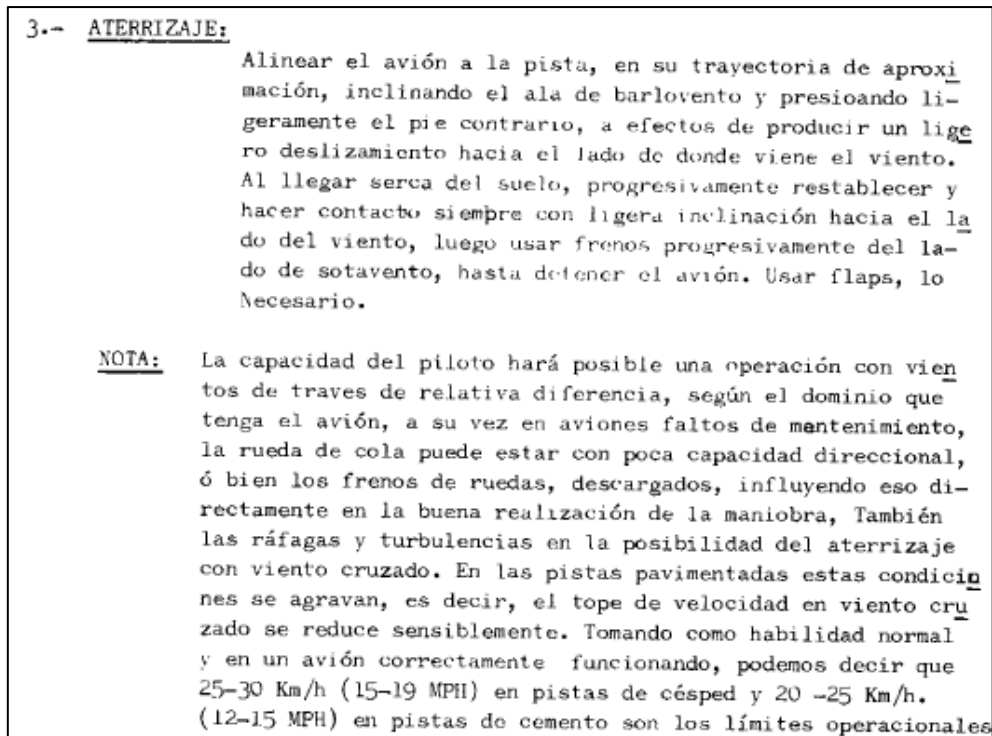 3.- ATERRIZAJE:
Alinear el avión a la pista, en su trayectoria de aproxi
mación, inclinando el ala de barlovento y presioando li-
geramente el pie contrario, a efectos de producir un lige
ro deslizamiento hacia el lado de donde viene el viento.
Al llegar serca del suelo, progresivamente restablecer y
hacer contacto siempre con ligera inclinación hacia el la
do del viento, luego usar frenos progresivamente del la-
do de sotavento, hasta detener el avión. Usar flaps, lo
Necesario.
NOTA: La capacidad del piloto hará posible una operación con vien
tos de traves de relativa diferencia, según el dominio que
tenga el avión, a su vez en aviones faltos de mantenimiento,
la rueda de cola puede estar con poca capacidad direccional,
ó bien los frenos de ruedas, descargados, influyendo eso di-
rectamente en la buena realización de la maniobra, También
las ráfagas y turbulencias en la posibilidad del aterrizaje
con viento cruzado. En las pistas pavimentadas estas condicio
nes se agravan, es decir, el tope de velocidad en viento cru
zado se reduce sensiblemente. Tomando como habilidad normal
y en un avión correctamente funcionando, podemos decir que
25-30 Km/h (15-19 MPH) en pistas de césped y 20 -25 Km/h.
(12-15 MPH) en pistas de cemento son los límites operacionales